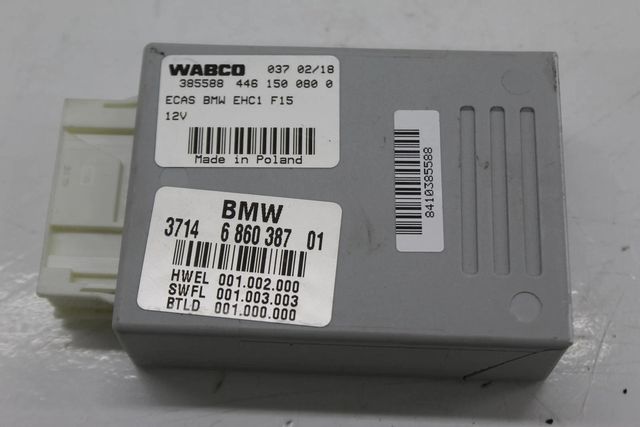 WABCO 037 02/18
385588 446 150 080 0
ECAS BMW EHC1 F15
12V
Made in Poland
BMW
3714 6 860 387 01
HWEL 001.002.000
SWFL 001.003.003
BTLD 001.000.000
8410385588